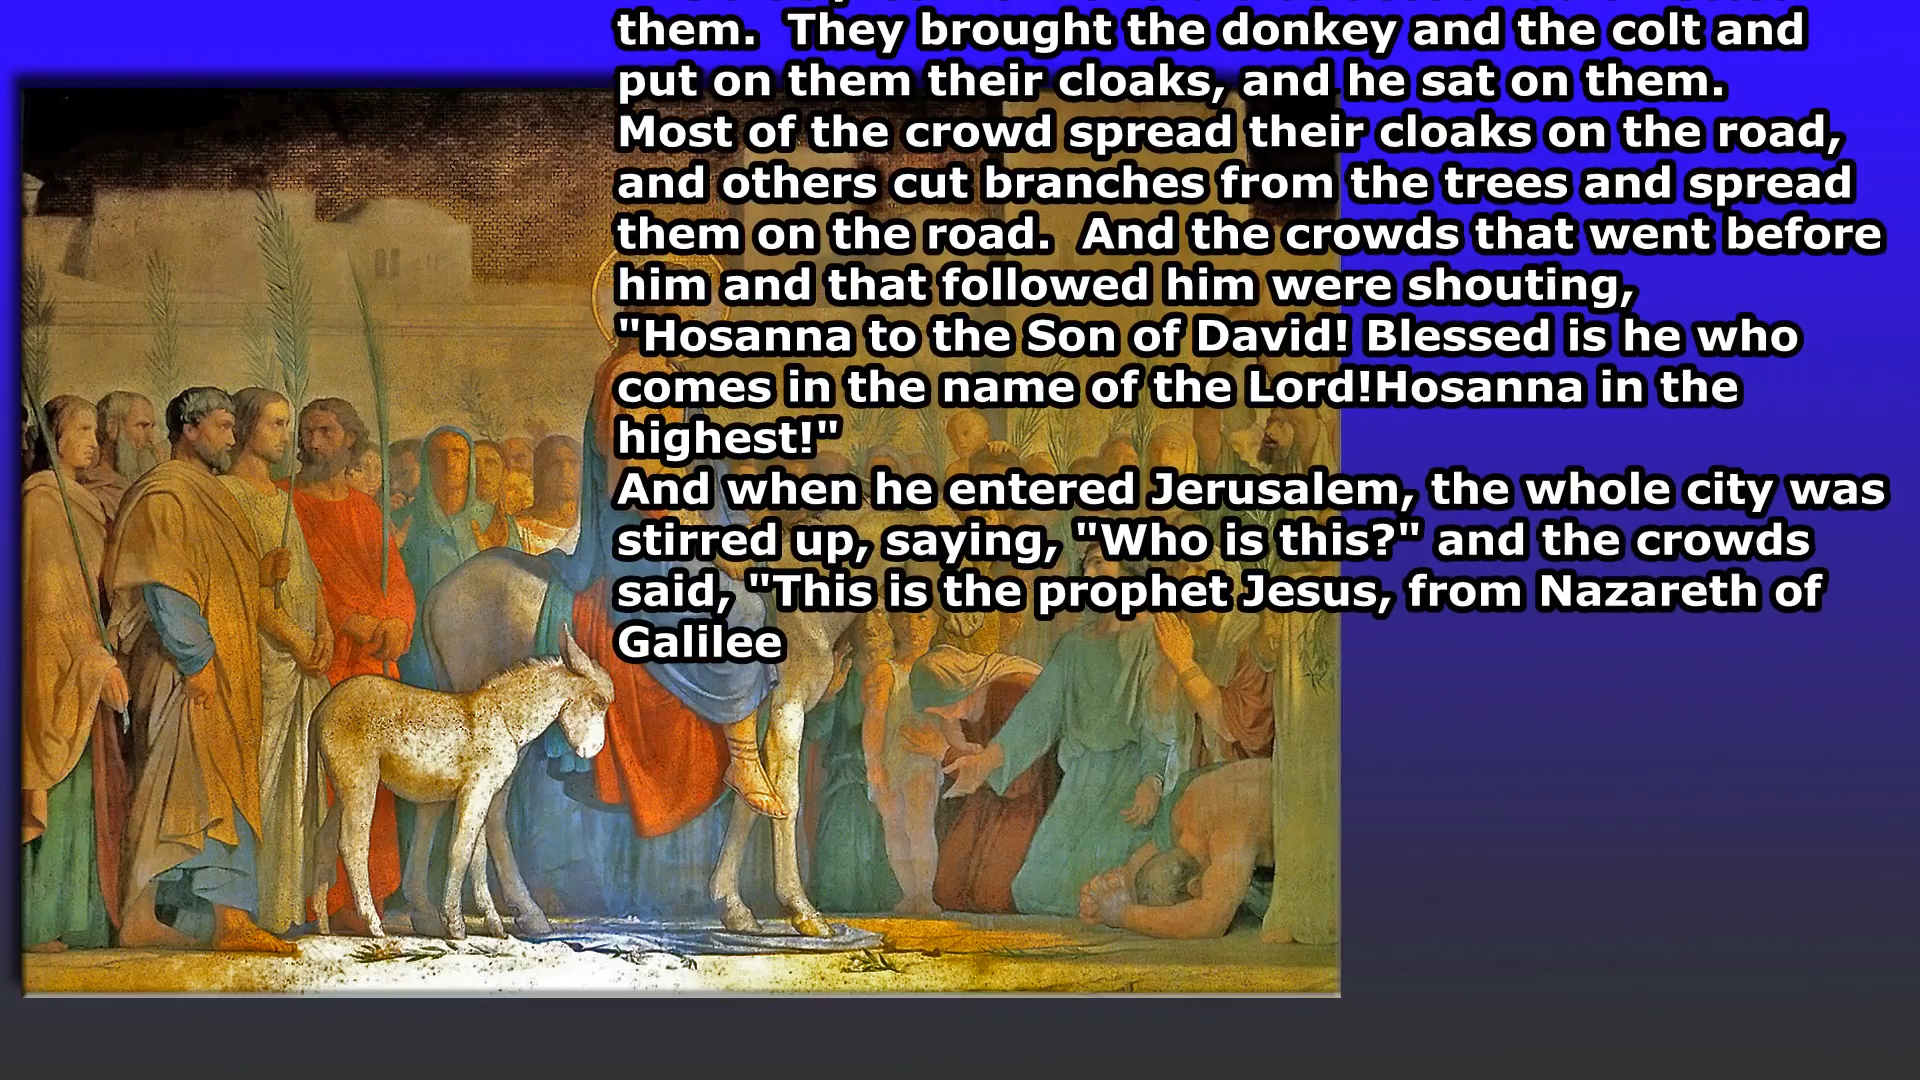 them.  They brought the donkey and the colt and
put on them their cloaks, and he sat on them.
Most of the crowd spread their cloaks on the road,
and others cut branches from the trees and spread
them on the road.  And the crowds that went before
him and that followed him were shouting,
"Hosanna to the Son of David! Blessed is he who
comes in the name of the Lord!Hosanna in the
highest!"
And when he entered Jerusalem, the whole city was
stirred up, saying, "Who is this?" and the crowds
said, "This is the prophet Jesus, from Nazareth of
Galilee